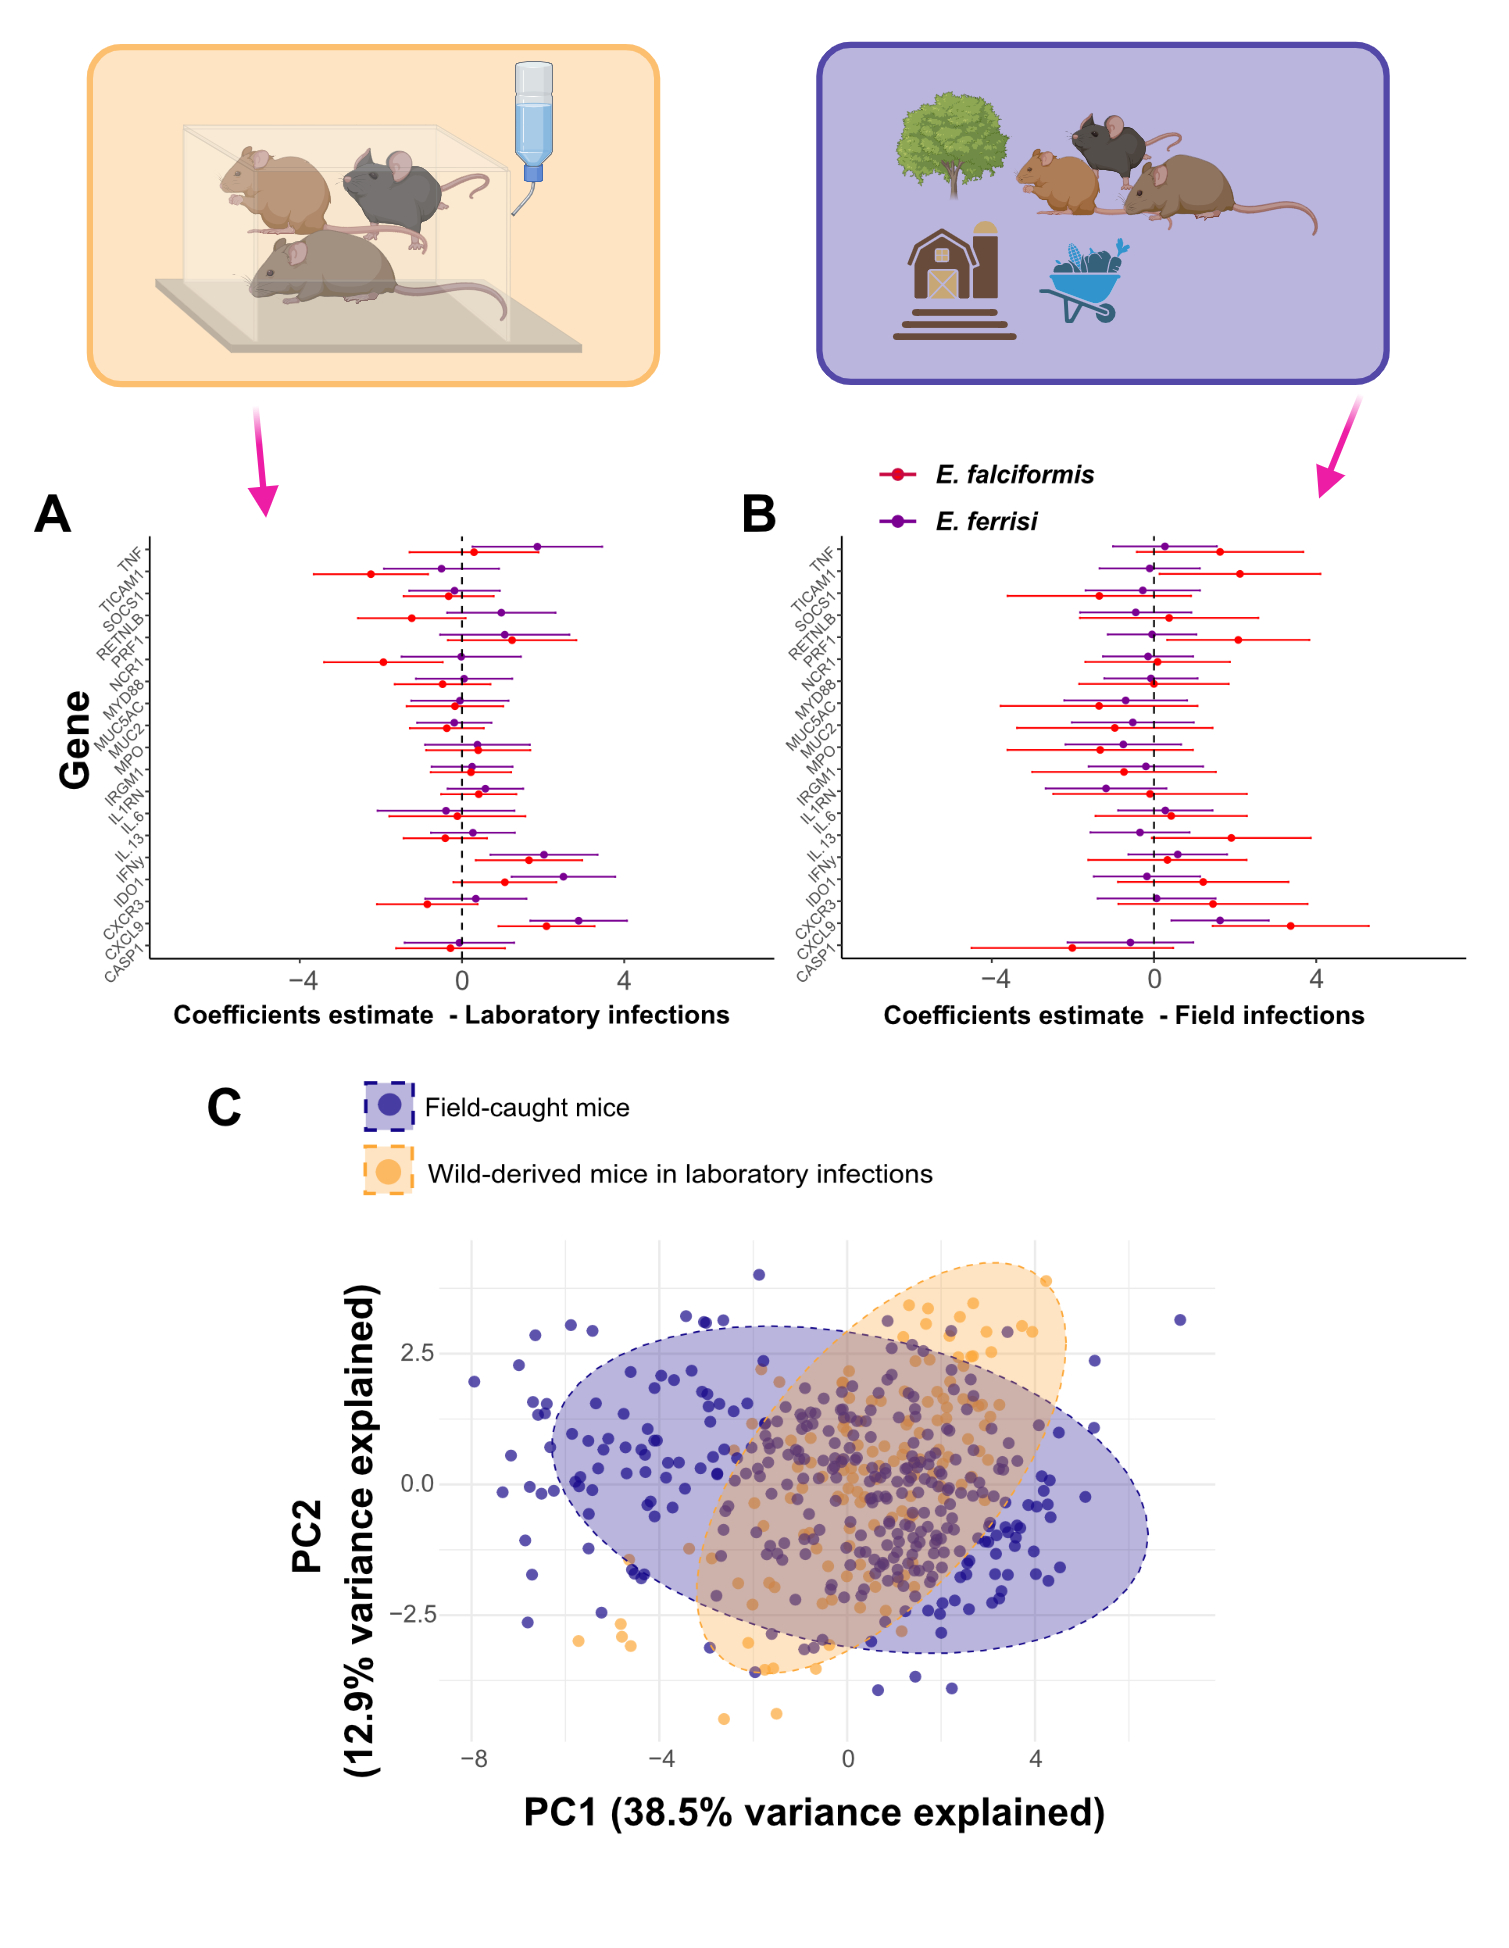 E. falciformis
E. ferrisi
A
B
Gene
TNF
TICAM1
SOCS1
RETNLB
PRF1
NCR1
MYD88
MUC5AC
MUC2
MPO
IRGM1
IL1RN
IL.6
IL.13
IFNy
IDO1
CXCR3
CXCL9
CASP1
−4
0
4
Coefficients estimate - Laboratory infections
TNF
TICAM1
SOCS1
RETNLB
PRF1
NCR1
MYD88
MUC5AC
MUC2
MPO
IRGM1
IL1RN
IL.6
IL.13
IFNy
IDO1
CXCR3
CXCL9
CASP1
−4
0
4
Coefficients estimate - Field infections
C
Field-caught mice
Wild-derived mice in laboratory infections
PC2
(12.9% variance explained)
2.5
0.0
−2.5
−8
−4
0
4
PC1 (38.5% variance explained)